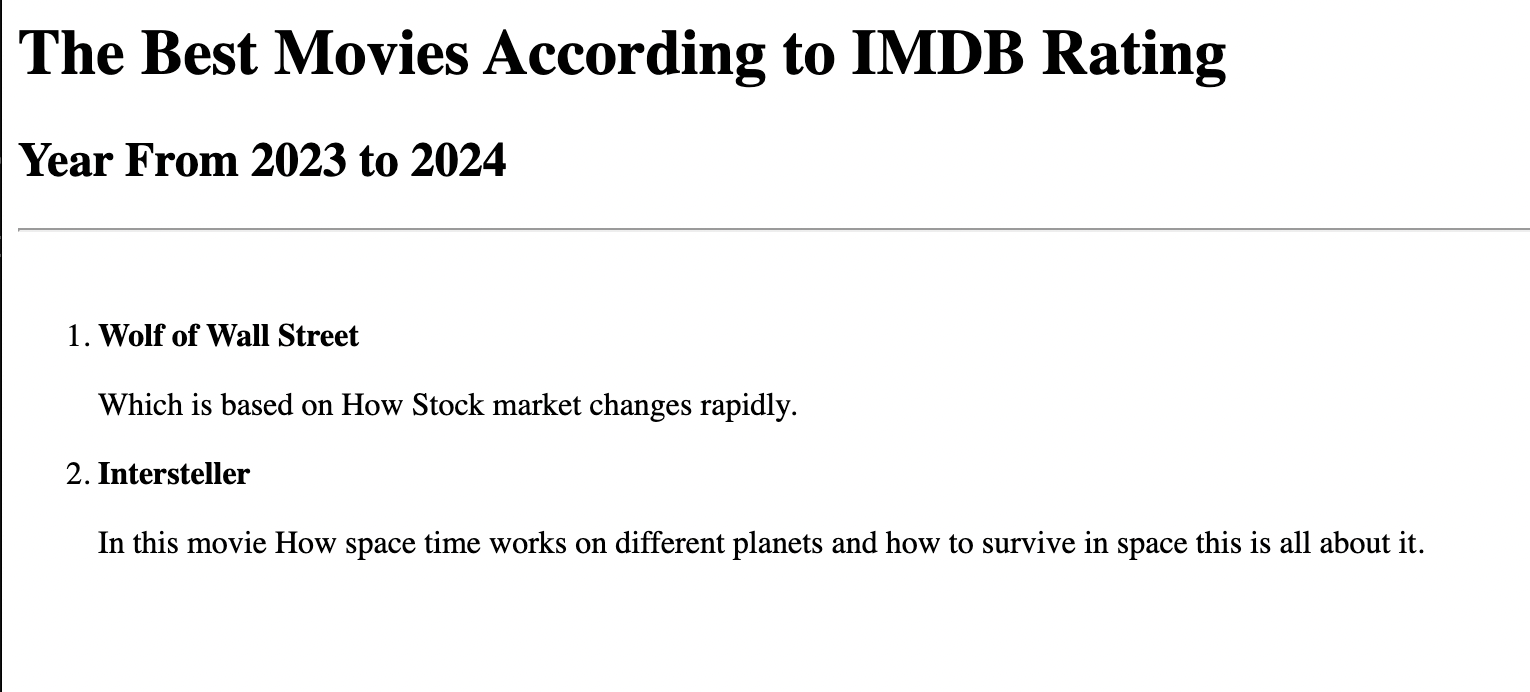 The Best Movies According to IMDB Rating
Year From 2023 to 2024
1. Wolf of Wall Street
Which is based on How Stock market changes rapidly.
2. Intersteller
In this movie How space time works on different planets and how to survive in space this is all about it.